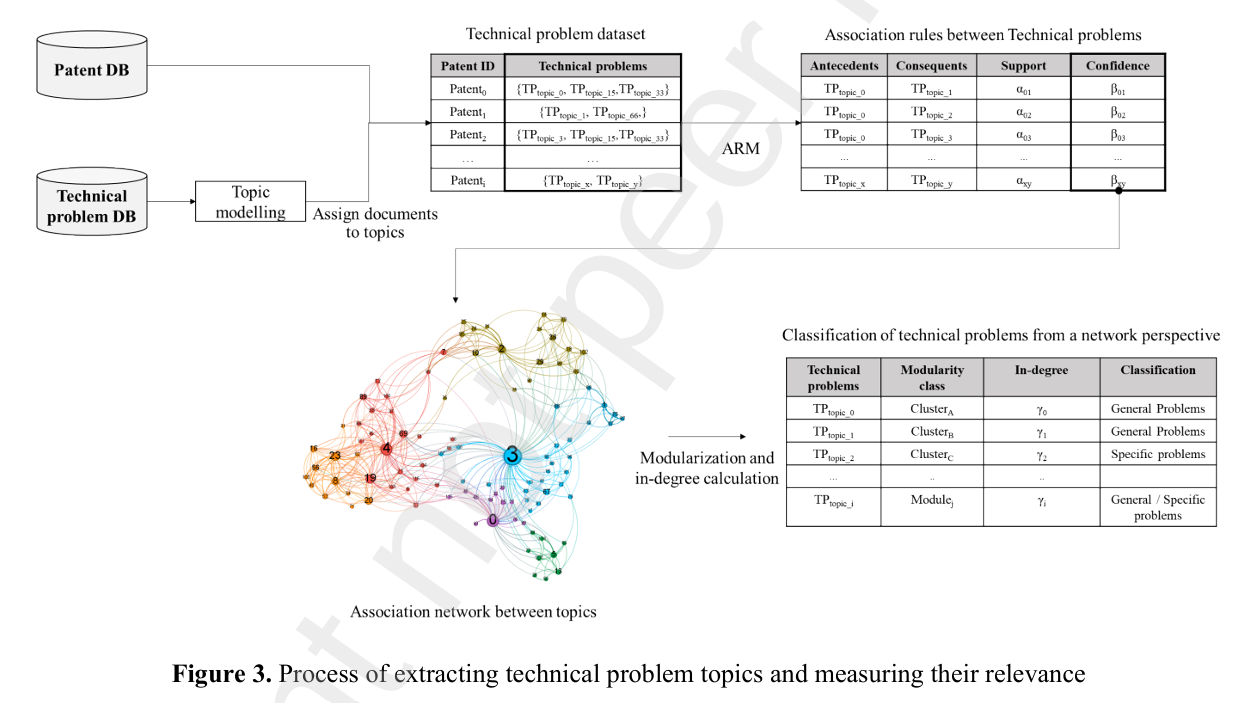 Technical problem dataset
Association rules between Technical problems
Patent DB
Patent ID Technical problems
Patent0 {TPtopic_0, TPtopic_15,TPtopic_33}
Patent1 {TPtopic_1, TPtopic_66,}
Patent2 {TPtopic_3, TPtopic_15,TPtopic_33}
... ...
Patenti {TPtopic_x, TPtopic_y}
ARM
Antecedents Consequents Support Confidence
TPtopic_0 TPtopic_1 α01 β01
TPtopic_0 TPtopic_2 α02 β02
TPtopic_0 TPtopic_3 α03 β03
... ... ... ...
TPtopic_x TPtopic_y αxy βxy
Technical
problem DB
Topic
modelling
Assign documents
to topics
2
3
4
69
16
23
8
19
20
0
Association network between topics
Modularization and
in-degree calculation
Classification of technical problems from a network perspective
Technical
problems
Modularity
class
In-degree
Classification
TPtopic_0 ClusterA γ0 General Problems
TPtopic_1 ClusterB γ1 General Problems
TPtopic_2 ClusterC γ2 Specific problems
... .. ..
TPtopic_i Modulej γi General / Specific
problems
Figure 3. Process of extracting technical problem topics and measuring their relevance